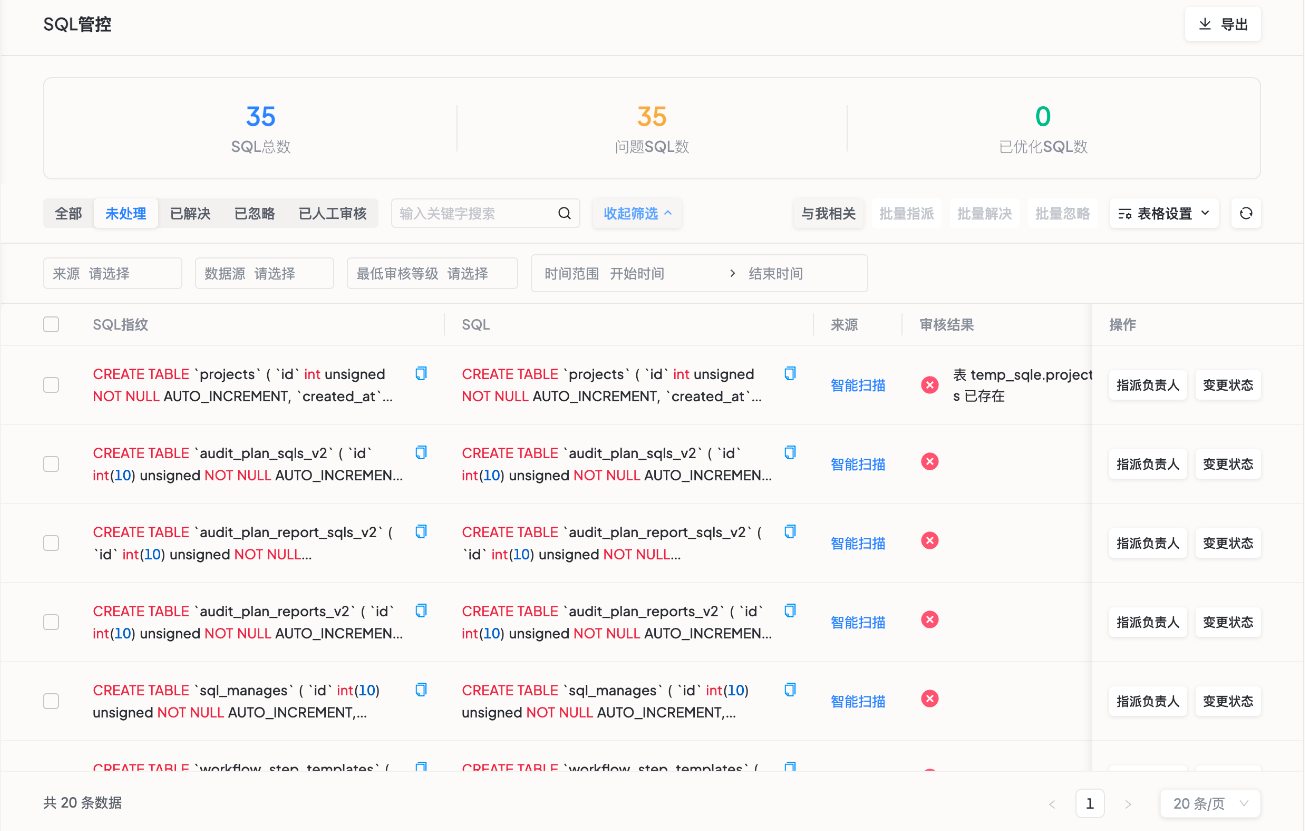 SQL管控
导出
35
35
0
SQL总数
问题SQL数
已优化SQL数
全部 未处理 已解决 已忽略 已人工审核 输入关键字搜索 收起筛选 与我相关 批量指派 批量解决 批量忽略 表格设置
来源 请选择 数据源 请选择 最低审核等级 请选择 时间范围 开始时间 结束时间
SQL指纹 SQL 来源 审核结果 操作
CREATE TABLE `projects` ( `id` int unsigned
NOT NULL AUTO_INCREMENT, `created_at`...
CREATE TABLE `projects` ( `id` int unsigned
NOT NULL AUTO_INCREMENT, `created_at`...
智能扫描
表 temp_sqle.project
s 已存在
指派负责人 变更状态
CREATE TABLE `audit_plan_sqls_v2` ( `id`
int(10) unsigned NOT NULL AUTO_INCREMEN...
CREATE TABLE `audit_plan_sqls_v2` ( `id`
int(10) unsigned NOT NULL AUTO_INCREMEN...
智能扫描
指派负责人 变更状态
CREATE TABLE `audit_plan_report_sqls_v2` (
`id` int(10) unsigned NOT NULL...
CREATE TABLE `audit_plan_report_sqls_v2` (
`id` int(10) unsigned NOT NULL...
智能扫描
指派负责人 变更状态
CREATE TABLE `audit_plan_reports_v2` ( `id`
int(10) unsigned NOT NULL AUTO_INCREMEN...
CREATE TABLE `audit_plan_reports_v2` ( `id`
int(10) unsigned NOT NULL AUTO_INCREMEN...
智能扫描
指派负责人 变更状态
CREATE TABLE `sql_manages` ( `id` int(10)
unsigned NOT NULL AUTO_INCREMENT,...
CREATE TABLE `sql_manages` ( `id` int(10)
unsigned NOT NULL AUTO_INCREMENT,...
智能扫描
指派负责人 变更状态
CREATE TABLE `workflow_step_templates` (
CREATE TABLE `workflow_step_templates` (
共 20 条数据
1
20 条/页